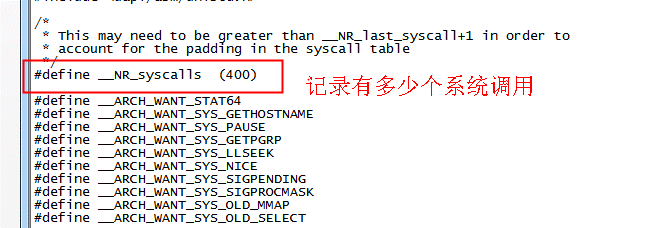 /*
* This may need to be greater than __NR_last_syscall+1 in order to
* account for the padding in the syscall table
*/
#define __NR_syscalls (400)
记录有多少个系统调用
#define __ARCH_WANT_STAT64
#define __ARCH_WANT_SYS_GETHOSTNAME
#define __ARCH_WANT_SYS_PAUSE
#define __ARCH_WANT_SYS_GETPGRP
#define __ARCH_WANT_SYS_LLSEEK
#define __ARCH_WANT_SYS_NICE
#define __ARCH_WANT_SYS_SIGPENDING
#define __ARCH_WANT_SYS_SIGPROCMASK
#define __ARCH_WANT_SYS_OLD_MMAP
#define __ARCH_WANT_SYS_OLD_SELECT